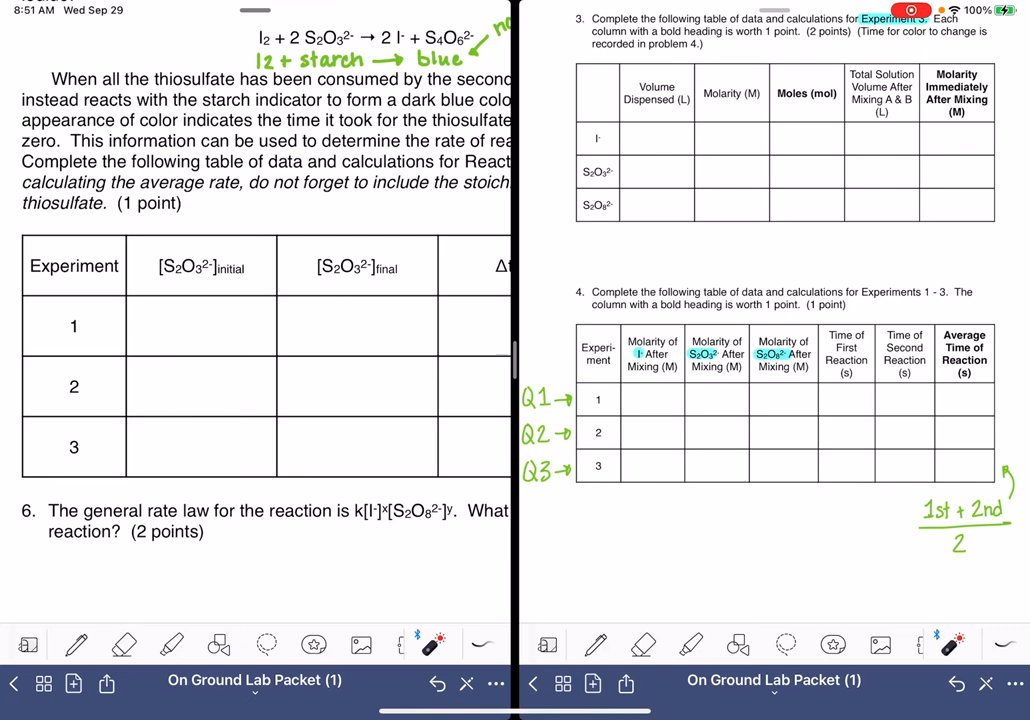 8:51 AM Wed Sep 29
100%
I2 + 2 S2O32- → 2 I- + S4O62-
I2 + starch → blue
When all the thiosulfate has been consumed by the second
instead reacts with the starch indicator to form a dark blue colo
appearance of color indicates the time it took for the thiosulfate
zero. This information can be used to determine the rate of rea
Complete the following table of data and calculations for React
calculating the average rate, do not forget to include the stoich
thiosulfate. (1 point)
Experiment [S2O32-]initial [S2O32-]final Δt
1
2
3
6. The general rate law for the reaction is k[I-]x[S2O82-]y. What
reaction? (2 points)
On Ground Lab Packet (1)
3. Complete the following table of data and calculations for Experiment 3. Each
column with a bold heading is worth 1 point. (2 points) (Time for color to change is
recorded in problem 4.)
Volume Dispensed (L) Molarity (M) Moles (mol) Total Solution Volume After Mixing A & B (L) Molarity Immediately After Mixing (M)
I-
S2O32-
S2O82-
4. Complete the following table of data and calculations for Experiments 1 - 3. The
column with a bold heading is worth 1 point. (1 point)
Experi-ment Molarity of I- After Mixing (M) Molarity of S2O32- After Mixing (M) Molarity of S2O82- After Mixing (M) Time of First Reaction (s) Time of Second Reaction (s) Average Time of Reaction (s)
Q1 → 1
Q2 → 2
Q3 → 3
1st + 2nd
2
On Ground Lab Packet (1)